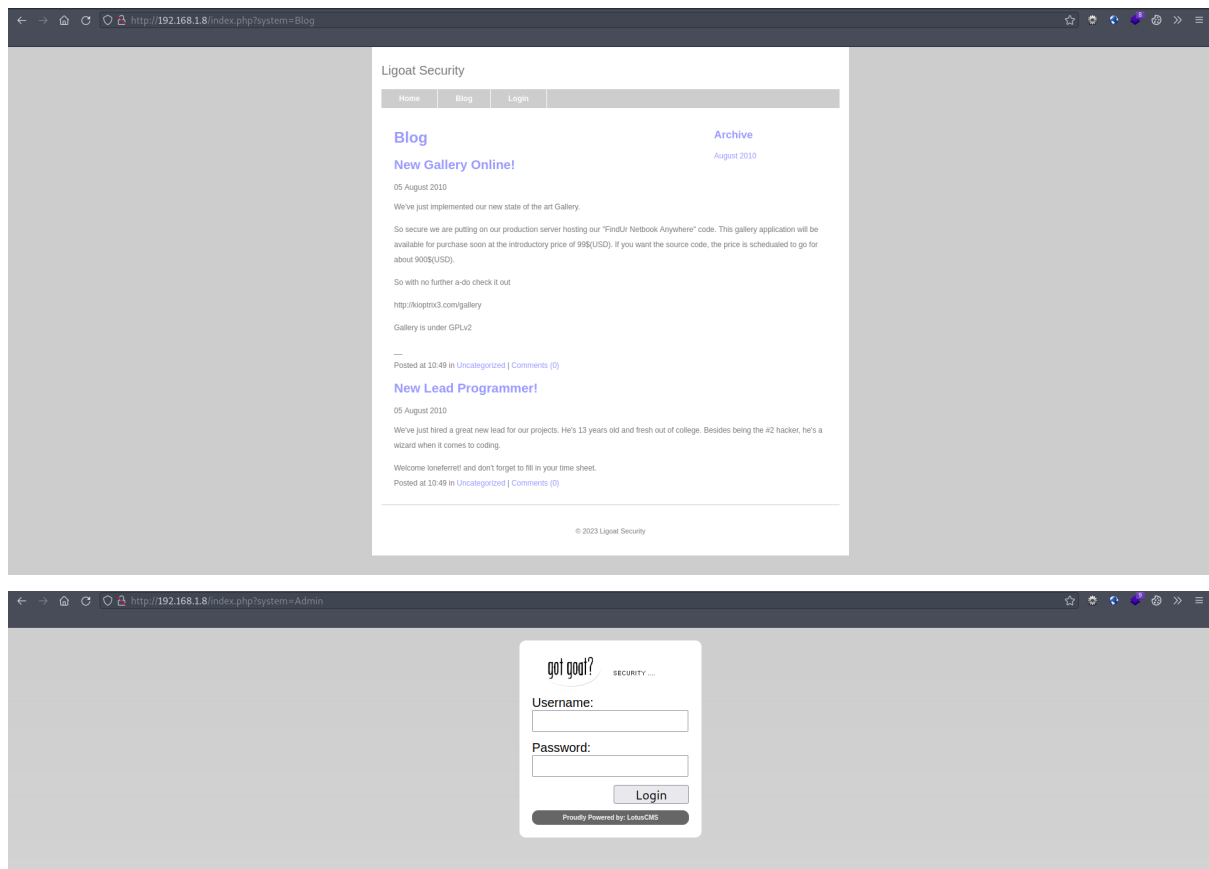 http://192.168.1.8/index.php?system=Blog
8
Ligoat Security
Home Blog Login
Blog
Archive
August 2010
New Gallery Online!
05 August 2010
We've just implemented our new state of the art Gallery.
So secure we are putting on our production server hosting our "FindUr Netbook Anywhere" code. This gallery application will be
available for purchase soon at the introductory price of 99$(USD). If you want the source code, the price is schedualed to go for
about 900$(USD).
So with no further a-do check it out
http://kioptrix3.com/gallery
Gallery is under GPLv2
__
Posted at 10:49 in Uncategorized | Comments (0)
New Lead Programmer!
05 August 2010
We've just hired a great new lead for our projects. He's 13 years old and fresh out of college. Besides being the #2 hacker, he's a
wizard when it comes to coding.
Welcome loneferret! and don't forget to fill in your time sheet.
Posted at 10:49 in Uncategorized | Comments (0)
© 2023 Ligoat Security
http://192.168.1.8/index.php?system=Admin
got goat? SECURITY ....
Username:
Password:
Login
Proudly Powered by: LotusCMS